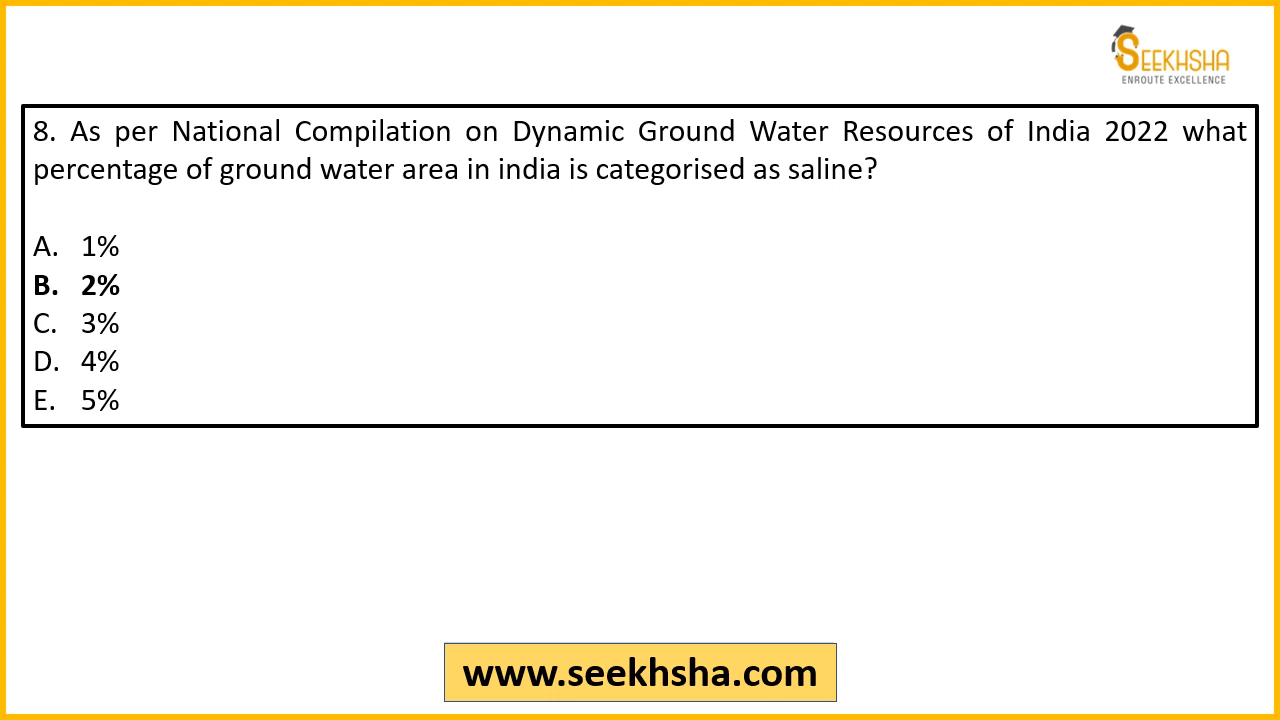 SEEKHSHA
ENROUTE EXCELLENCE
8. As per National Compilation on Dynamic Ground Water Resources of India 2022 what
percentage of ground water area in india is categorised as saline?
A. 1%
B. 2%
C. 3%
D. 4%
E. 5%
www.seekhsha.com